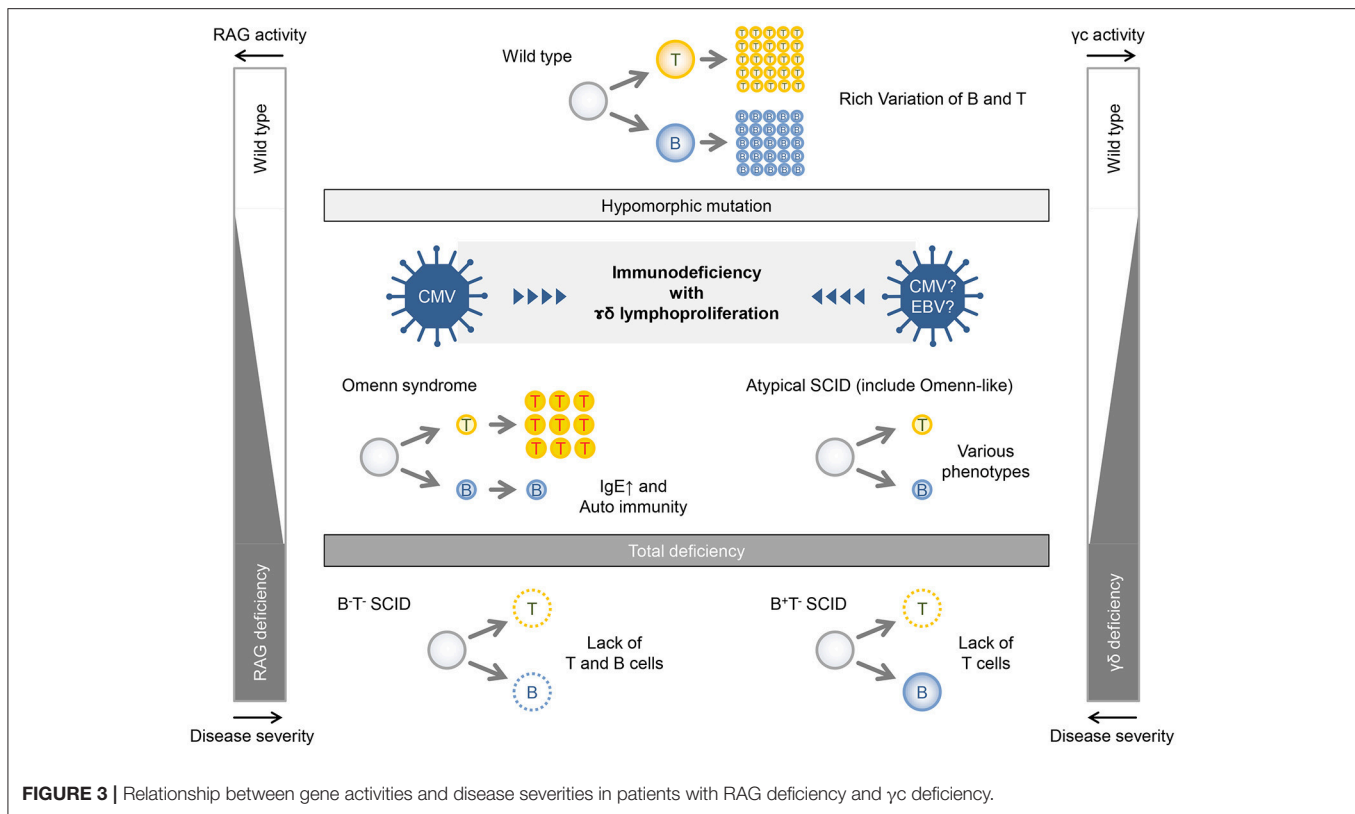 RAG activity
γc activity
Wild type
Wild type
Wild type
T
T T T T T
T T T T T
T T T T T
T T T T T
T T T T T
Rich Variation of B and T
B
B B B B B
B B B B B
B B B B B
B B B B B
B B B B B
Hypomorphic mutation
CMV
Immunodeficiency
with
ɤδ lymphoproliferation
CMV?
EBV?
Omenn syndrome
T
T T T
T T T
T T T
B
B
IgE↑ and
Auto immunity
Atypical SCID (include Omenn-like)
T
B
Various
phenotypes
Total deficiency
RAG deficiency
B-T- SCID
T
B
Lack of
T and B cells
B+T- SCID
T
B
Lack of
T cells
γδ deficiency
Disease severity
Disease severity
FIGURE 3 | Relationship between gene activities and disease severities in patients with RAG deficiency and γc deficiency.